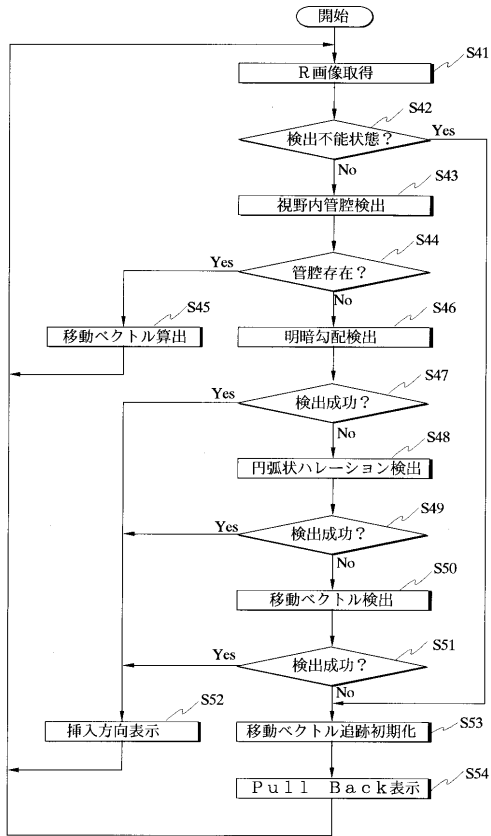 開始
S41
R画像取得
S42
検出不能状態？
Yes
No
S43
視野内管腔検出
S44
Yes
管腔存在？
No
S45
移動ベクトル算出
S46
明暗勾配検出
S47
Yes
検出成功？
No
S48
円弧状ハレーション検出
S49
Yes
検出成功？
No
S50
移動ベクトル検出
S51
Yes
検出成功？
No
S52
挿入方向表示
S53
移動ベクトル追跡初期化
S54
Pull Back表示